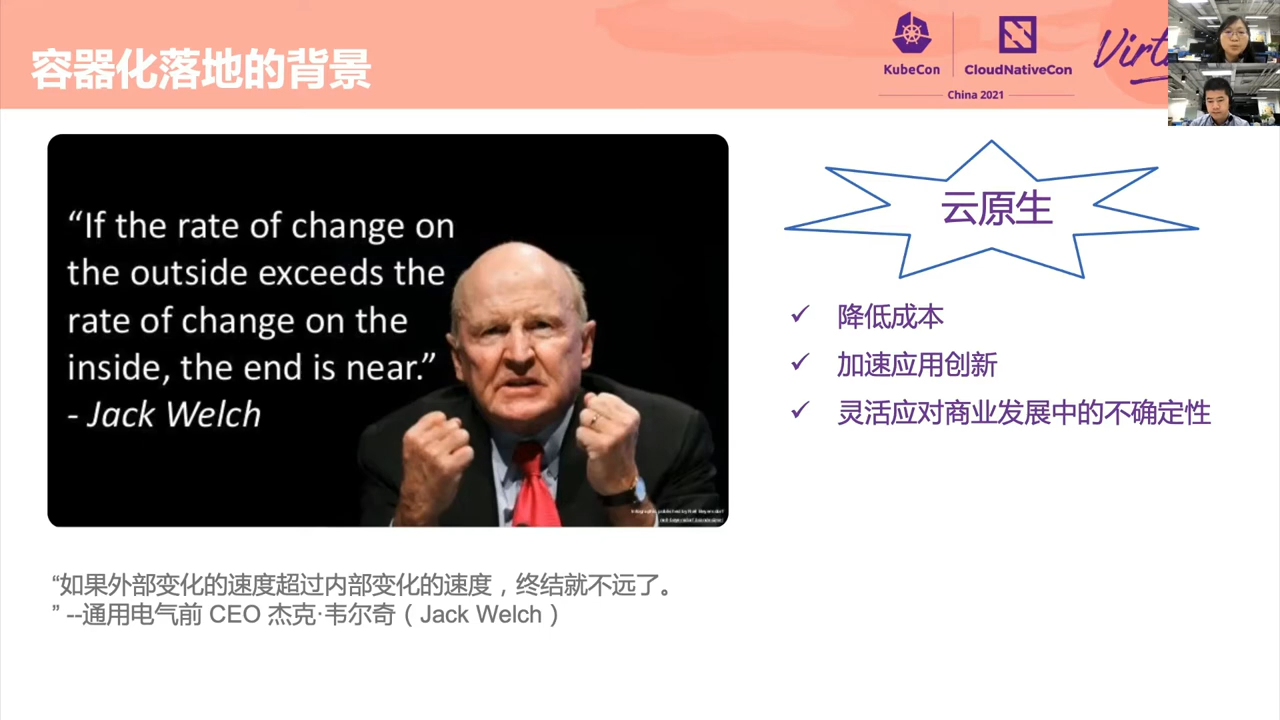 容器化落地的背景
KubeCon
CloudNativeCon
China 2021
“If the rate of change on
the outside exceeds the
rate of change on the
inside, the end is near.”
- Jack Welch
云原生
降低成本
加速应用创新
灵活应对商业发展中的不确定性
“如果外部变化的速度超过内部变化的速度，终结就不远了。
” --通用电气前 CEO 杰克·韦尔奇（Jack Welch）